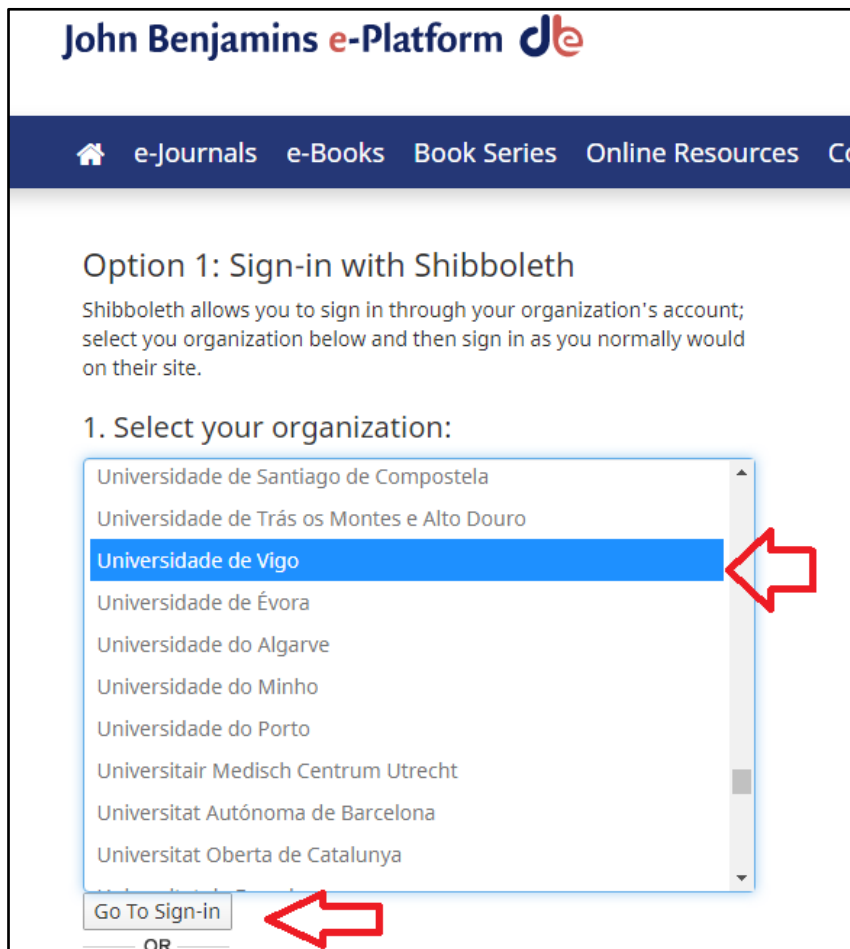 John Benjamins e-Platform
e-Journals e-Books Book Series Online Resources
Option 1: Sign-in with Shibboleth
Shibboleth allows you to sign in through your organization's account;
select you organization below and then sign in as you normally would
on their site.
1. Select your organization:
Universidade de Santiago de Compostela
Universidade de Trás os Montes e Alto Douro
Universidade de Vigo
Universidade de Évora
Universidade do Algarve
Universidade do Minho
Universidade do Porto
Universitair Medisch Centrum Utrecht
Universitat Autónoma de Barcelona
Universitat Oberta de Catalunya
Go To Sign-in
OR